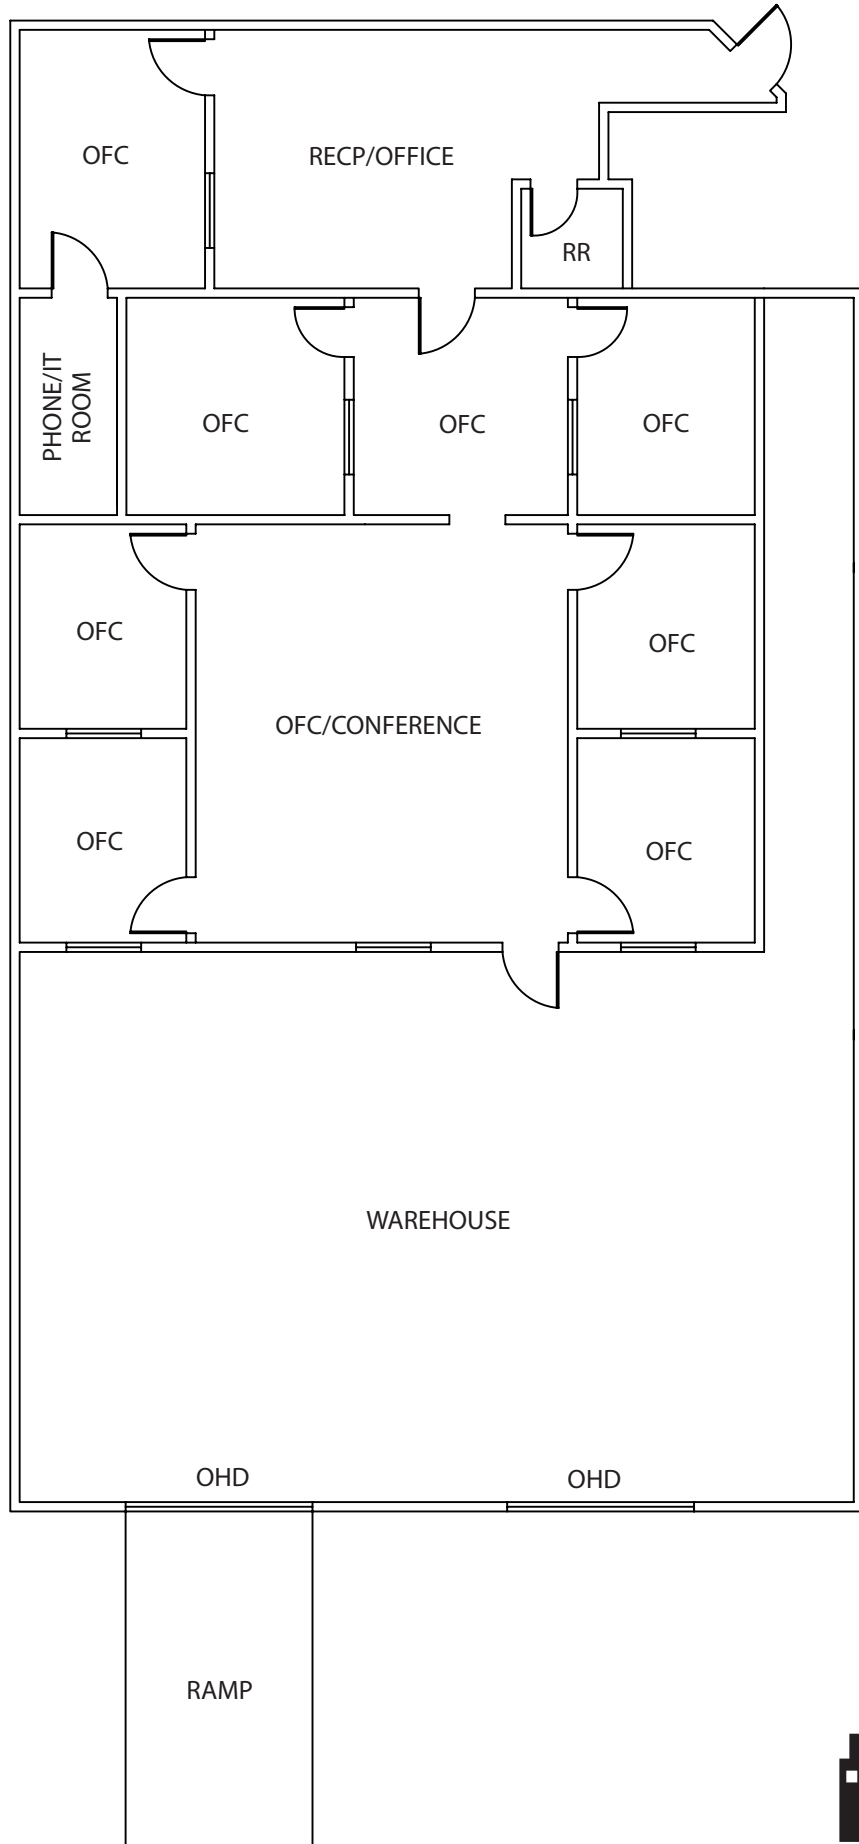 OFC
RECP/OFFICE
RR
PHONE/IT
ROOM
OFC
OFC
OFC
OFC
OFC
OFC/CONFERENCE
OFC
OFC
WAREHOUSE
OHD
OHD
RAMP